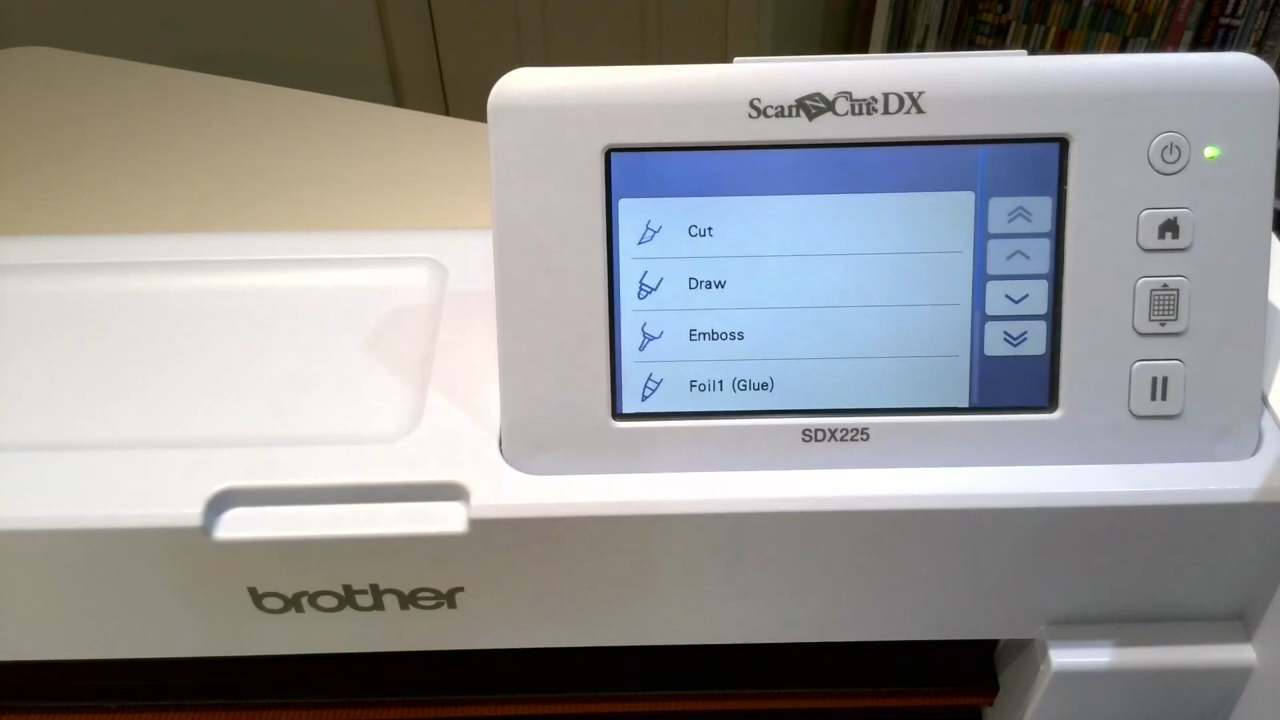 ScanNCut DX
Cut
Draw
Emboss
Foil1 (Glue)
SDX225
brother